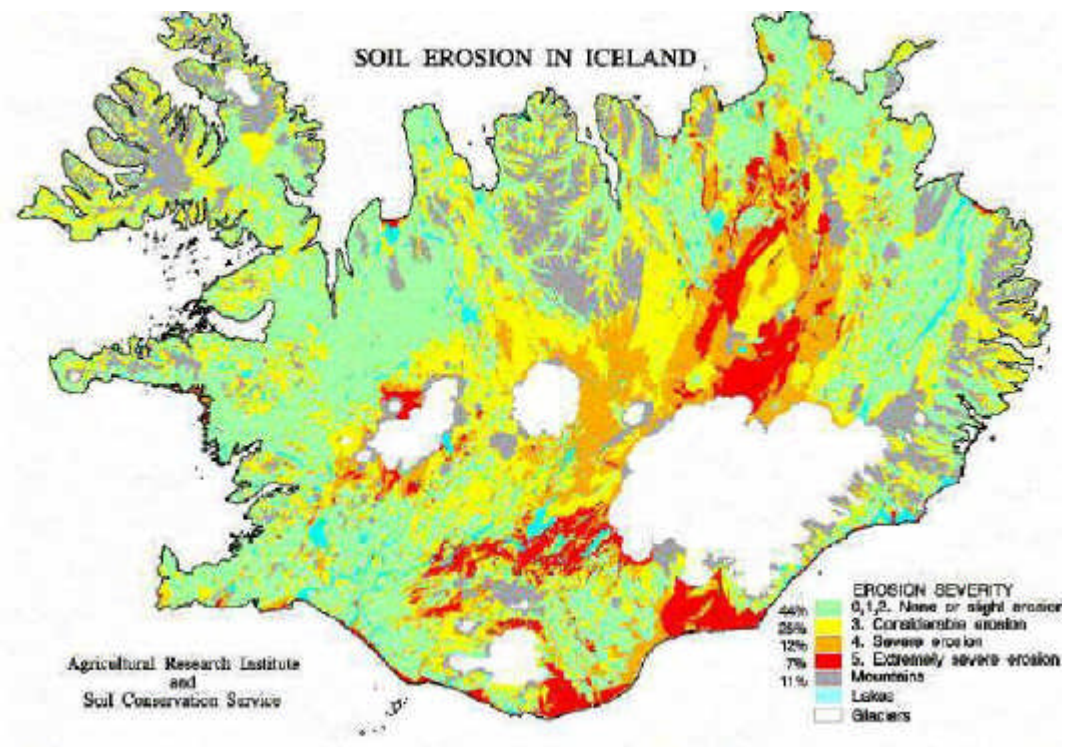 SOIL EROSION IN ICELAND
EROSION SEVERITY
44% 0,1,2. None or slight erosion
25% 3. Considerable erosion
12% 4. Severe erosion
7% 5. Extremely severe erosion
11% Mountains
Lakes
Glaciers
Agricultural Research Institute
and
Soil Conservation Service